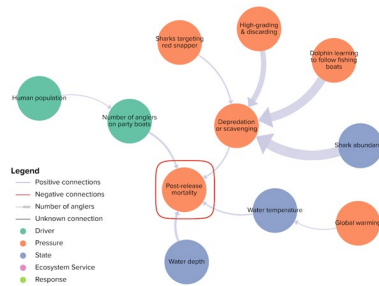 High-grading
& discarding
Sharks targeting
red snapper
Dolphin learning
to follow fishing
boats
Human population
Number of anglers
on party boats
Depredation
or scavenging
Shark abundan
Legend
Positive connections
Negative connections
Number of anglers
Unknown connection
Driver
Pressure
State
Ecosystem Service
Response
Post-release
mortality
Water temperature
Global warming
Water depth